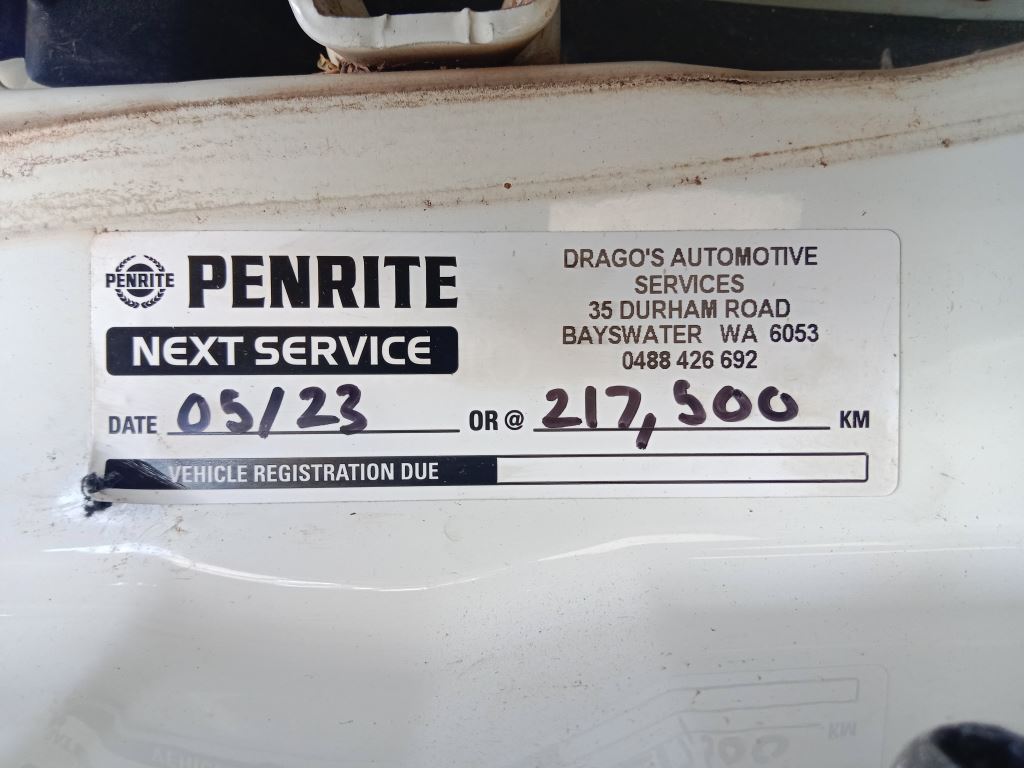 PENRITE
PENRITE
NEXT SERVICE
DRAGO'S AUTOMOTIVE
SERVICES
35 DURHAM ROAD
BAYSWATER WA 6053
0488 426 692
DATE 05/23 OR @ 217,500 KM
VEHICLE REGISTRATION DUE